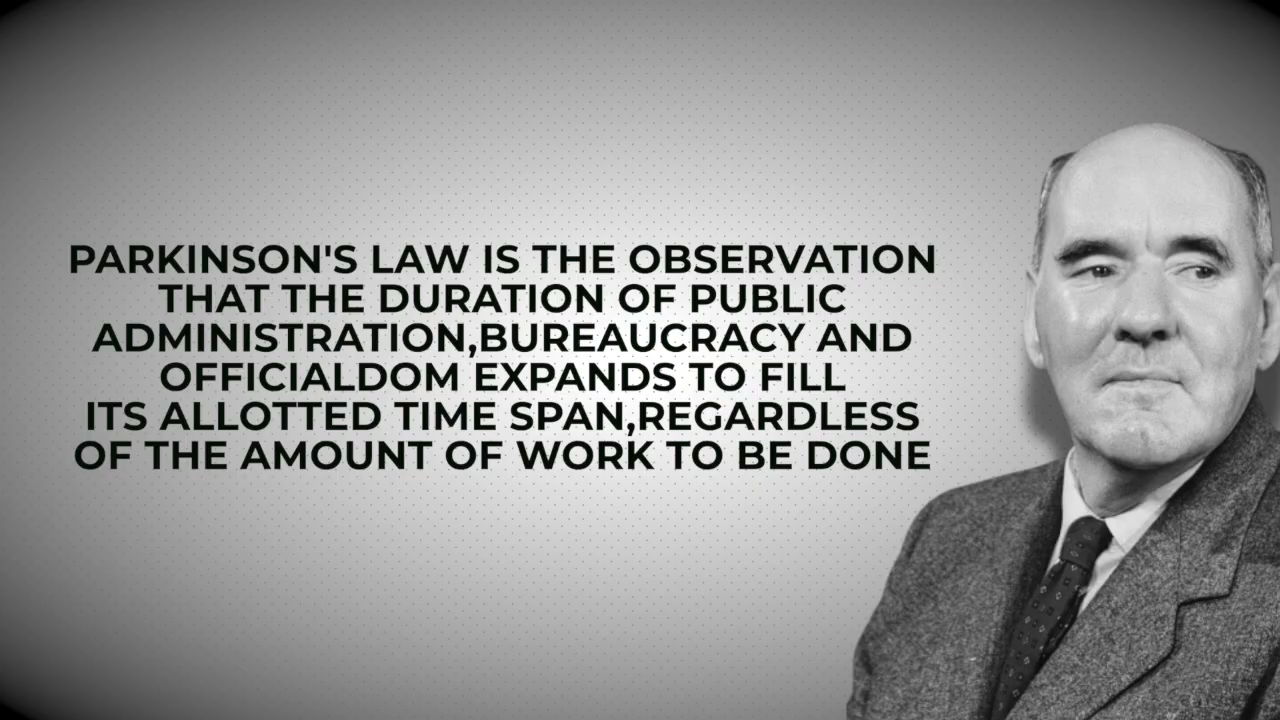 PARKINSON'S LAW IS THE OBSERVATION
THAT THE DURATION OF PUBLIC
ADMINISTRATION,BUREAUCRACY AND
OFFICIALDOM EXPANDS TO FILL
ITS ALLOTTED TIME SPAN,REGARDLESS
OF THE AMOUNT OF WORK TO BE DONE